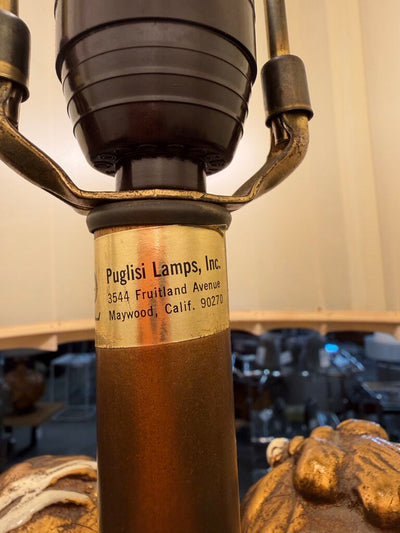 Puglisi Lamps, Inc.
3544 Fruitland Avenue
Maywood, Calif. 90270